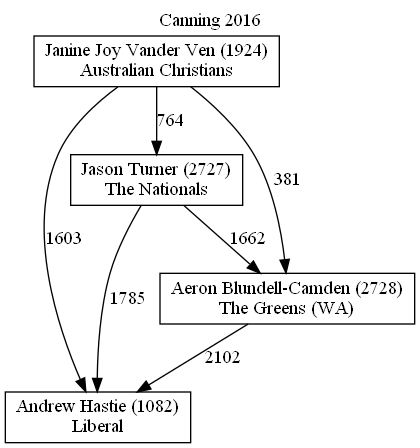 Canning 2016
Janine Joy Vander Ven (1924)
Australian Christians
764
Jason Turner (2727)
The Nationals
381
1603
1662
Aeron Blundell-Camden (2728)
The Greens (WA)
1785
2102
Andrew Hastie (1082)
Liberal